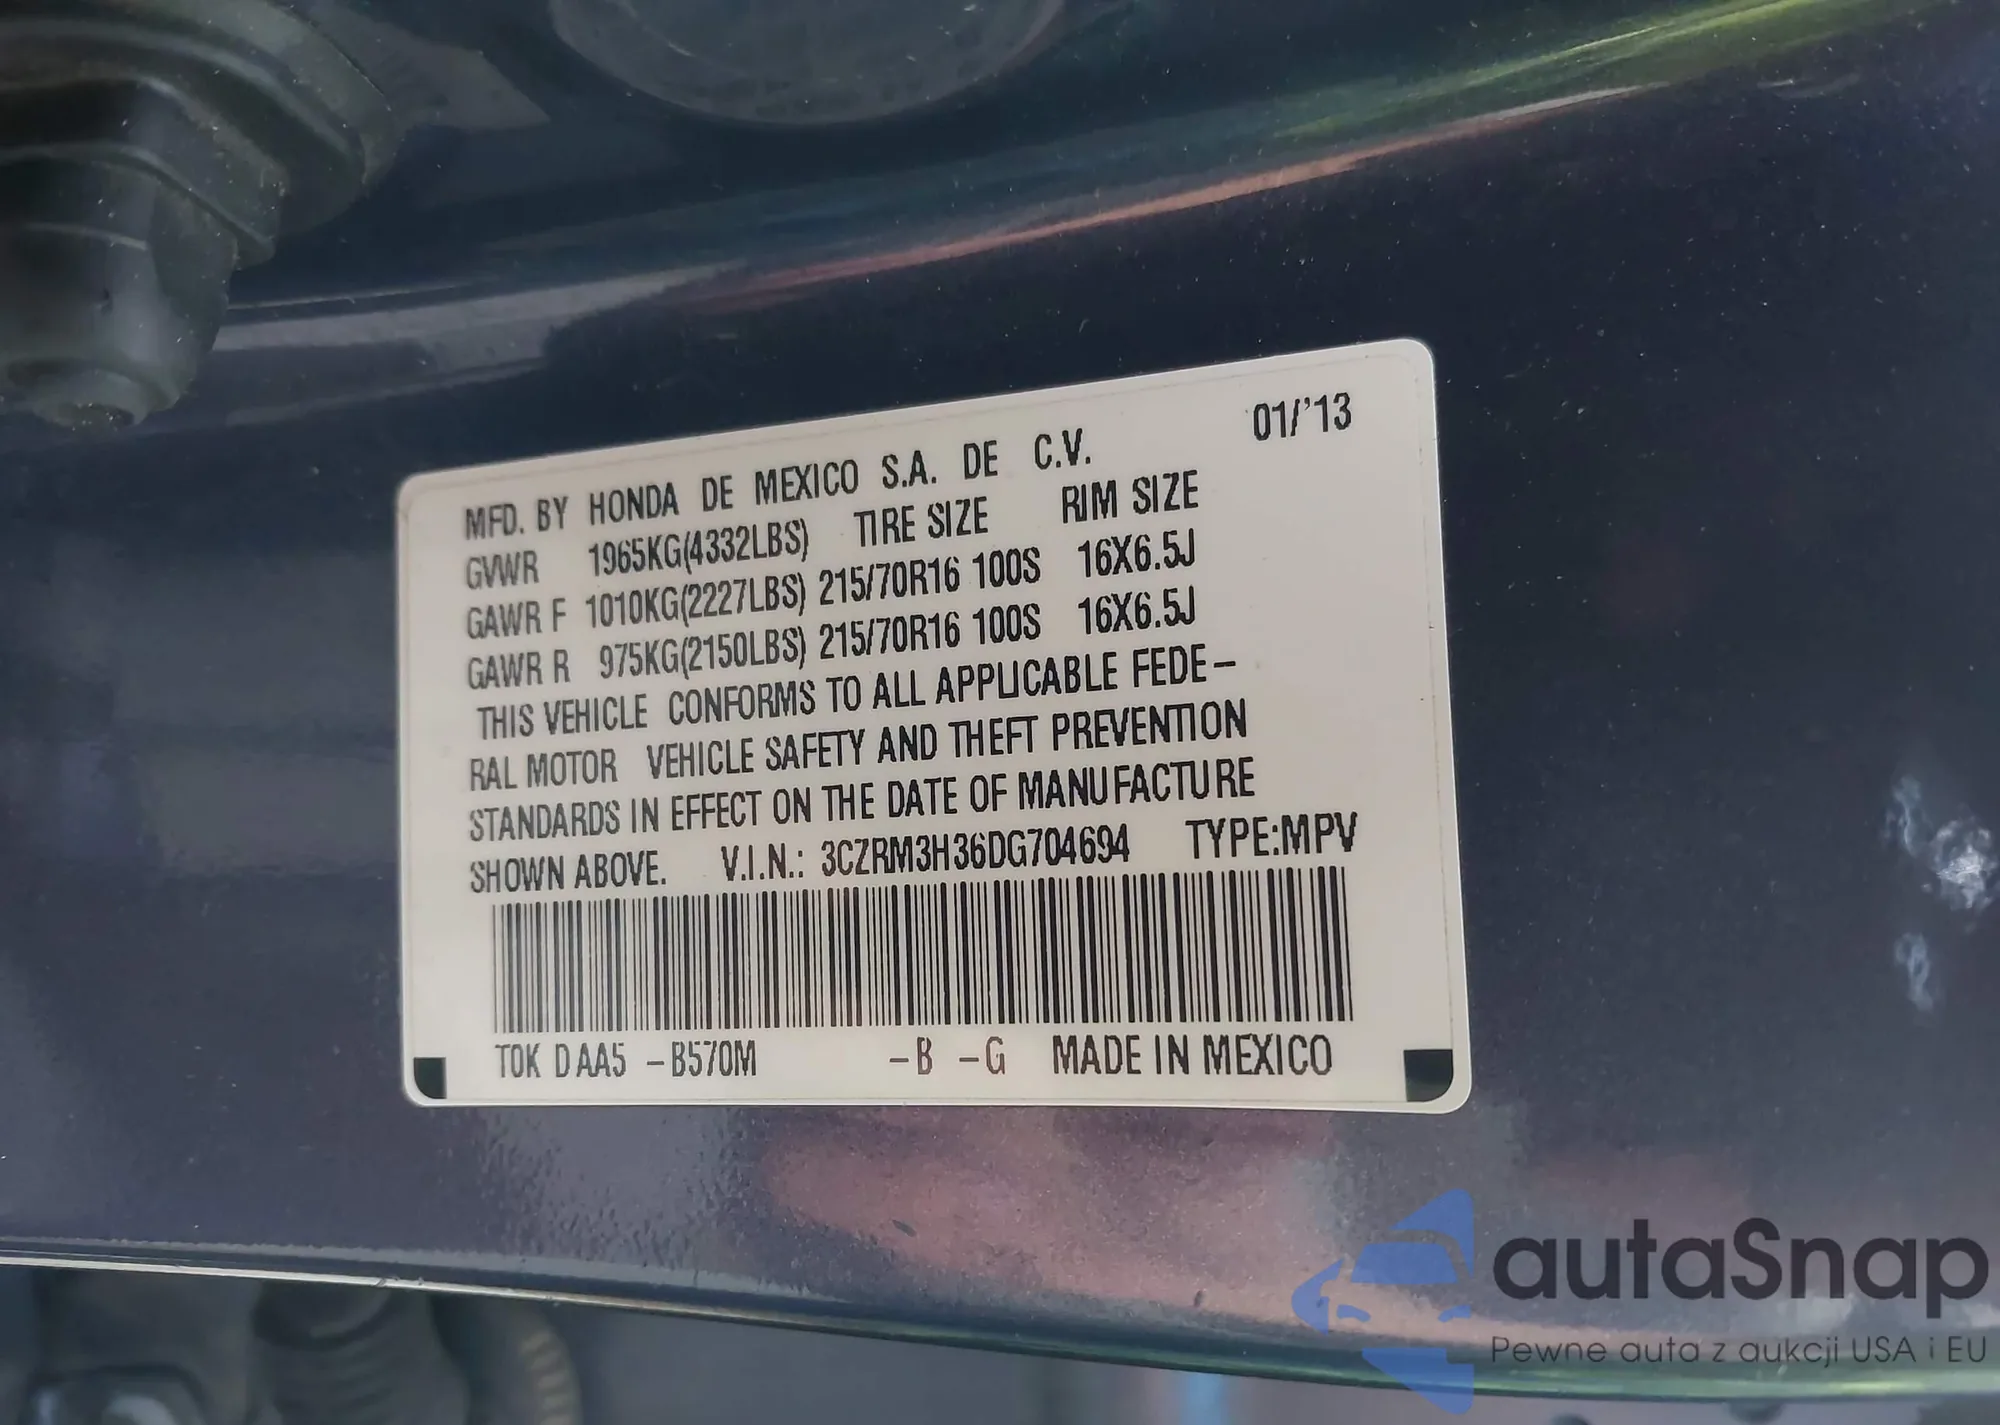 01/'13
MFD. BY HONDA DE MEXICO S.A. DE C.V.
GVWR 1965KG(4332LBS) TIRE SIZE RIM SIZE
GAWR F 1010KG(2227LBS) 215/70R16 100S 16X6.5J
GAWR R 975KG(2150LBS) 215/70R16 100S 16X6.5J
THIS VEHICLE CONFORMS TO ALL APPLICABLE FEDE-
RAL MOTOR VEHICLE SAFETY AND THEFT PREVENTION
STANDARDS IN EFFECT ON THE DATE OF MANUFACTURE
SHOWN ABOVE. V.I.N.: 3CZRM3H36DG704694 TYPE:MPV
T0K DAA5 -B570M -B -G MADE IN MEXICO
autaSnap
Pewne auta z aukcji USA i EU